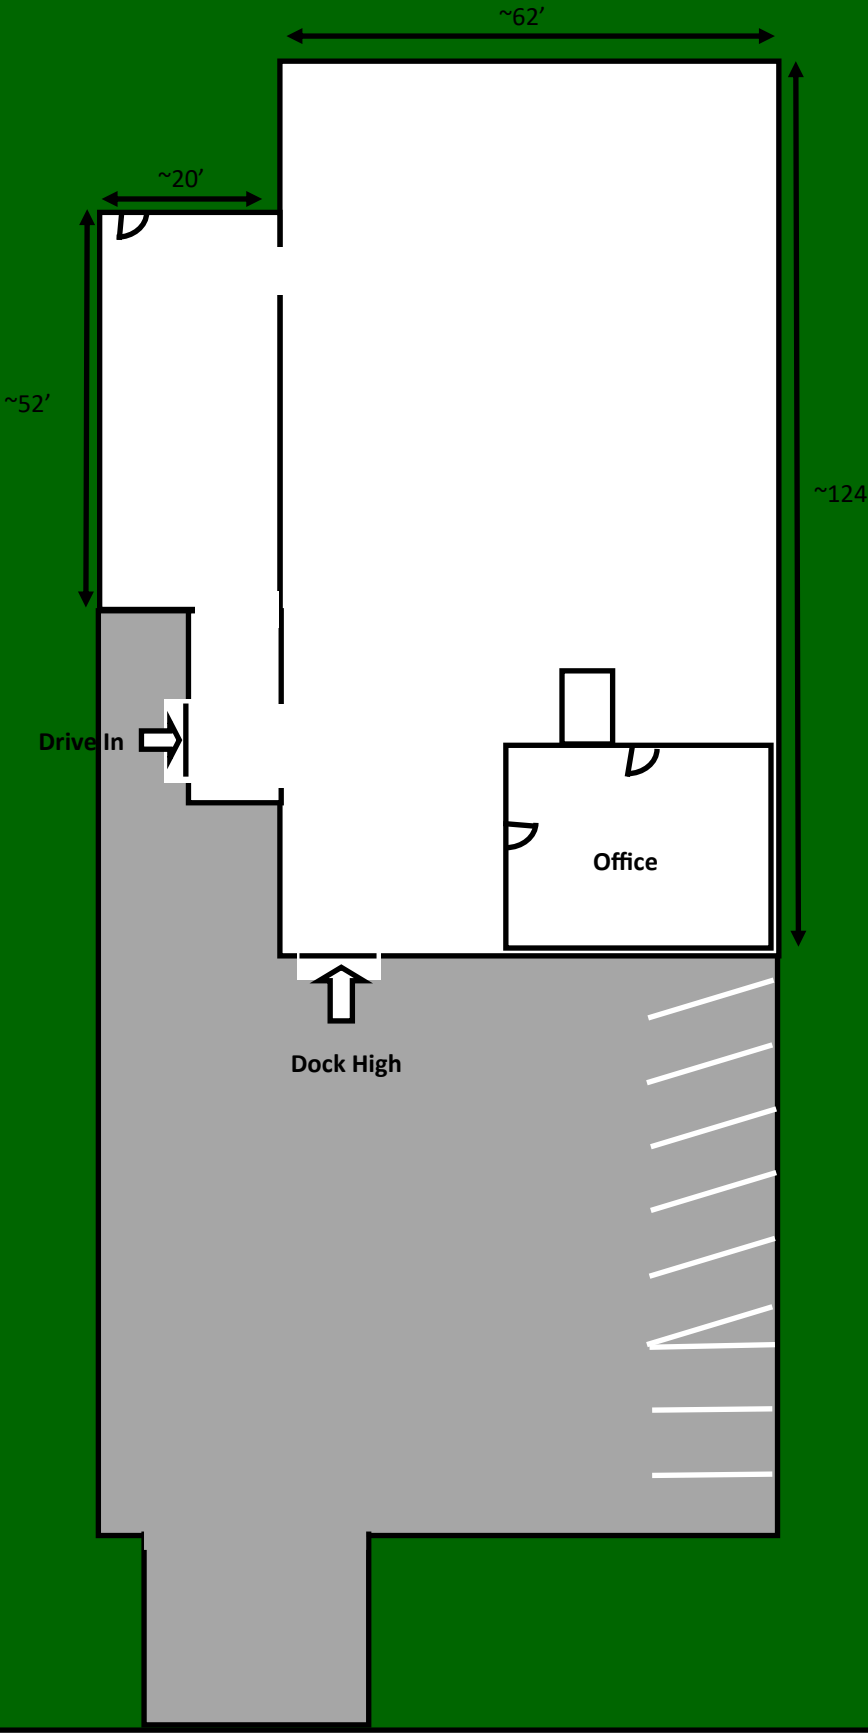 ~62’
~20’
~52’
~124
Drive In
Office
Dock High